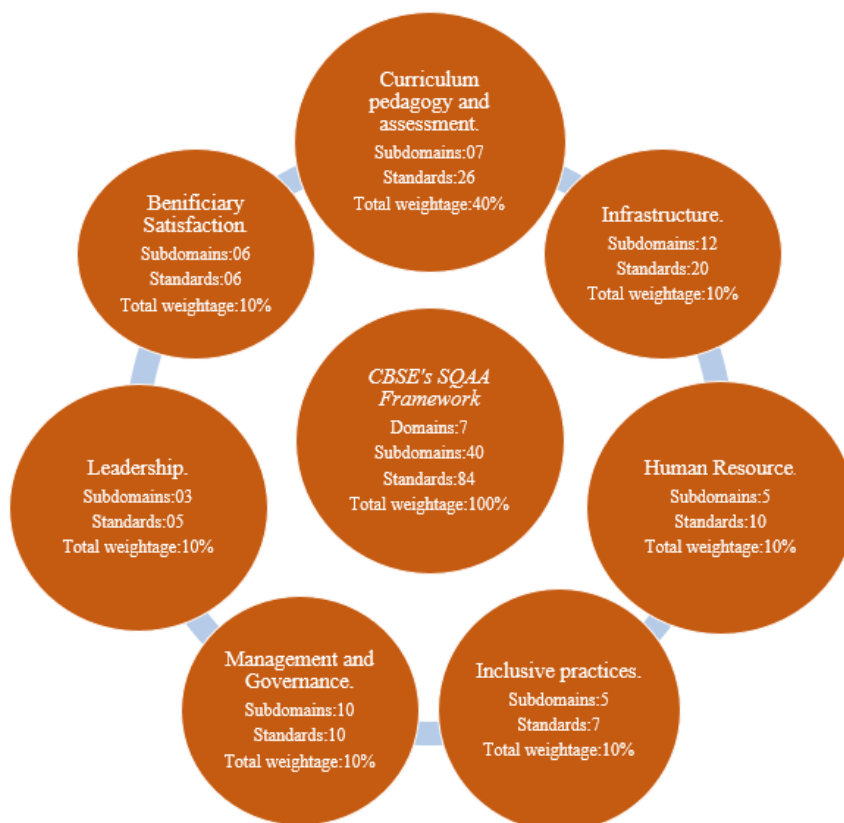 Curriculum
pedagogy and
assessment.
Subdomains:07
Standards:26
Total weightage:40%
Infrastructure.
Subdomains:12
Standards:20
Total weightage:10%
Human Resource.
Subdomains:5
Standards:10
Total weightage:10%
Inclusive practices.
Subdomains:5
Standards:7
Total weightage:10%
Management and
Governance.
Subdomains:10
Standards:10
Total weightage:10%
Leadership.
Subdomains:03
Standards:05
Total weightage:10%
Benificiary
Satisfaction
Subdomains:06
Standards:06
Total weightage:10%
CBSE's SQAA
Framework
Domains:7
Subdomains:40
Standards:84
Total weightage:100%